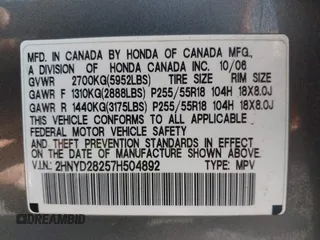 MFD. IN CANADA BY HONDA OF CANADA MFG.,
A DIVISION OF HONDA CANADA INC. 10/06
GVWR 2700KG(5952LBS) TIRE SIZE RIM SIZE
GAWR F 1310KG(2888LBS) P255/55R18 104H 18X8.0J
GAWR R 1440KG(3175LBS) P255/55R18 104H 18X8.0J
THIS VEHICLE CONFORMS TO ALL APPLICABLE
FEDERAL MOTOR VEHICLE SAFETY, BUMPER AND
THEFT PREVENTION STANDARDS IN EFFECT ON
THE DATE OF MANUFACTURE SHOWN ABOVE.
V.I.N.: 2HNYD28257H504892 TYPE: MPV
DREAMBID